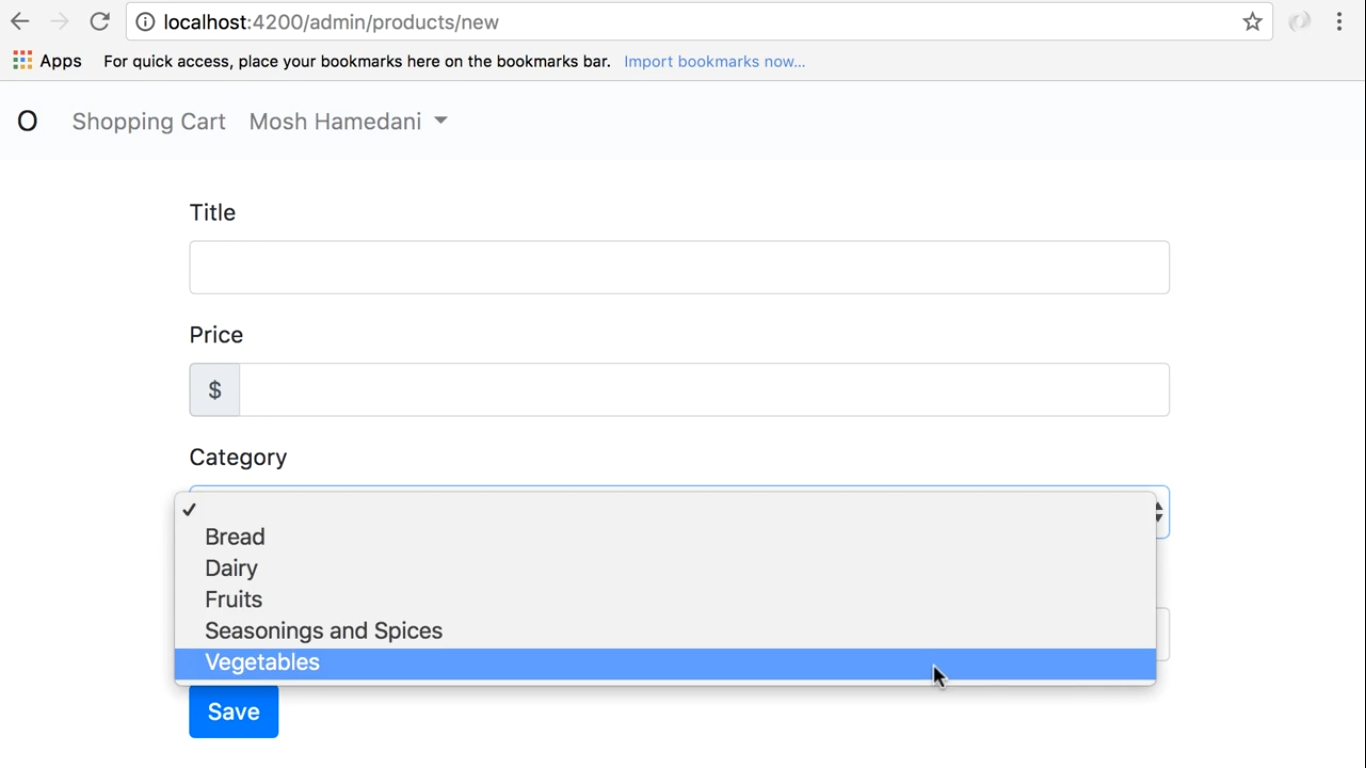 localhost:4200/admin/products/new
Apps For quick access, place your bookmarks here on the bookmarks bar. Import bookmarks now...
O Shopping Cart Mosh Hamedani
Title
Price
$
Category
✓
Bread
Dairy
Fruits
Seasonings and Spices
Vegetables
Save